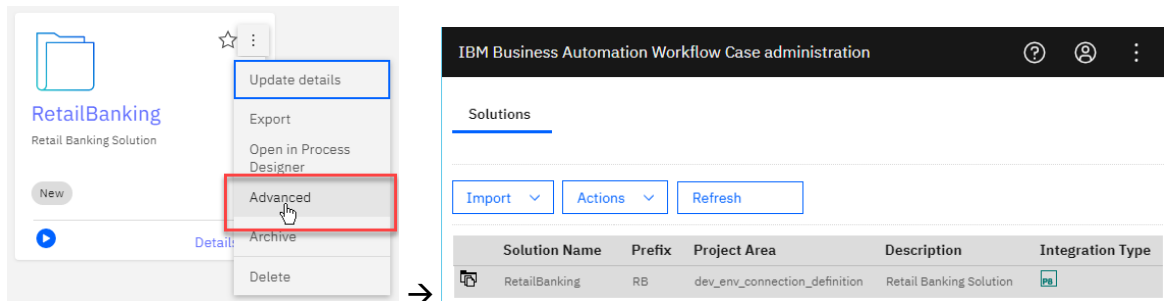 RetailBanking
Retail Banking Solution
New
Update details
Export
Open in Process
Designer
Advanced
Archive
Delete
→
IBM Business Automation Workflow Case administration
Solutions
Import Actions Refresh
Solution Name Prefix Project Area Description Integration Type
RetailBanking RB dev_env_connection_definition Retail Banking Solution